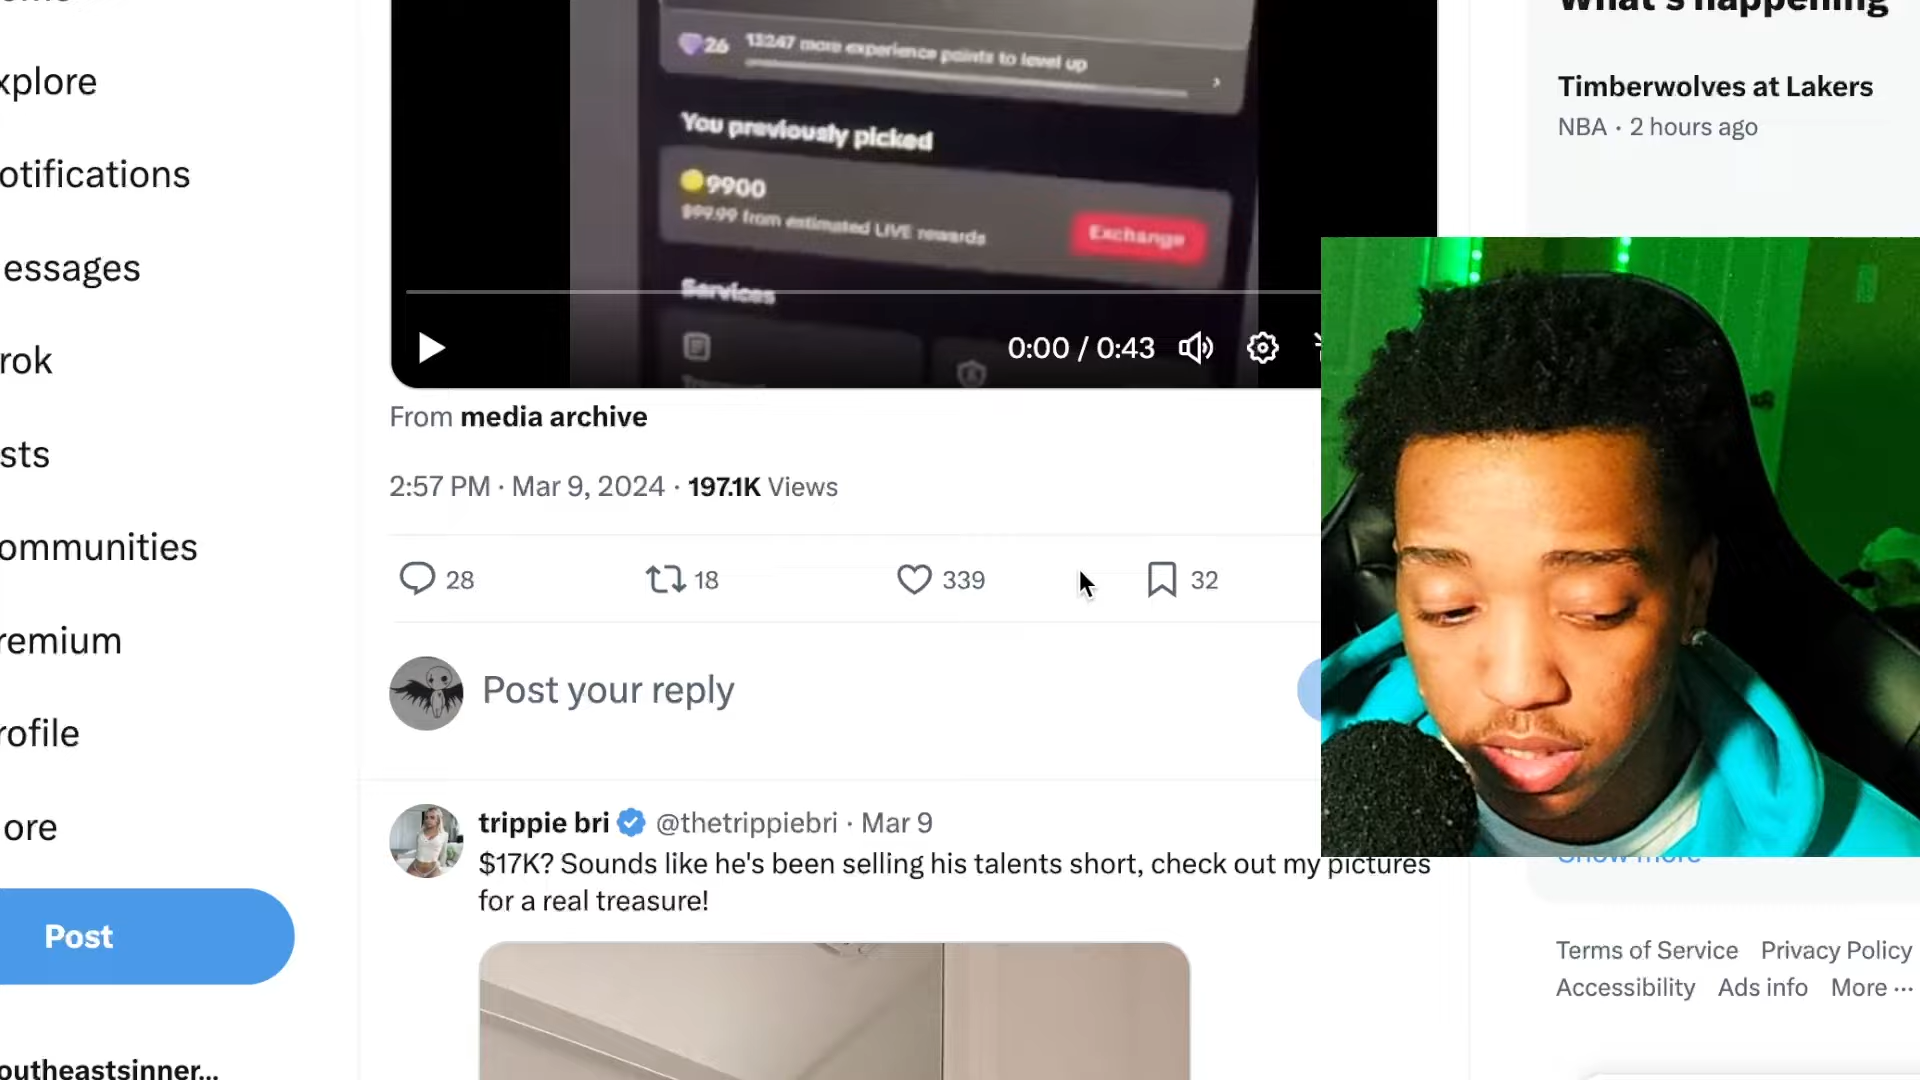 xplore
otifications
essages
rok
sts
ommunities
remium
rofile
ore
Post
outheastsinner...
26
13247 more experience points to level up
You previously picked
9900
$99.99 from estimated LIVE rewards
Exchange
Services
0:00 / 0:43
From media archive
2:57 PM · Mar 9, 2024 · 197.1K Views
28
18
339
32
Post your reply
trippie bri @thetrippiebri · Mar 9
$17K? Sounds like he's been selling his talents short, check out my pictures
for a real treasure!
What's happening
Timberwolves at Lakers
NBA · 2 hours ago
Show more
Terms of Service Privacy Policy
Accessibility Ads info More ...